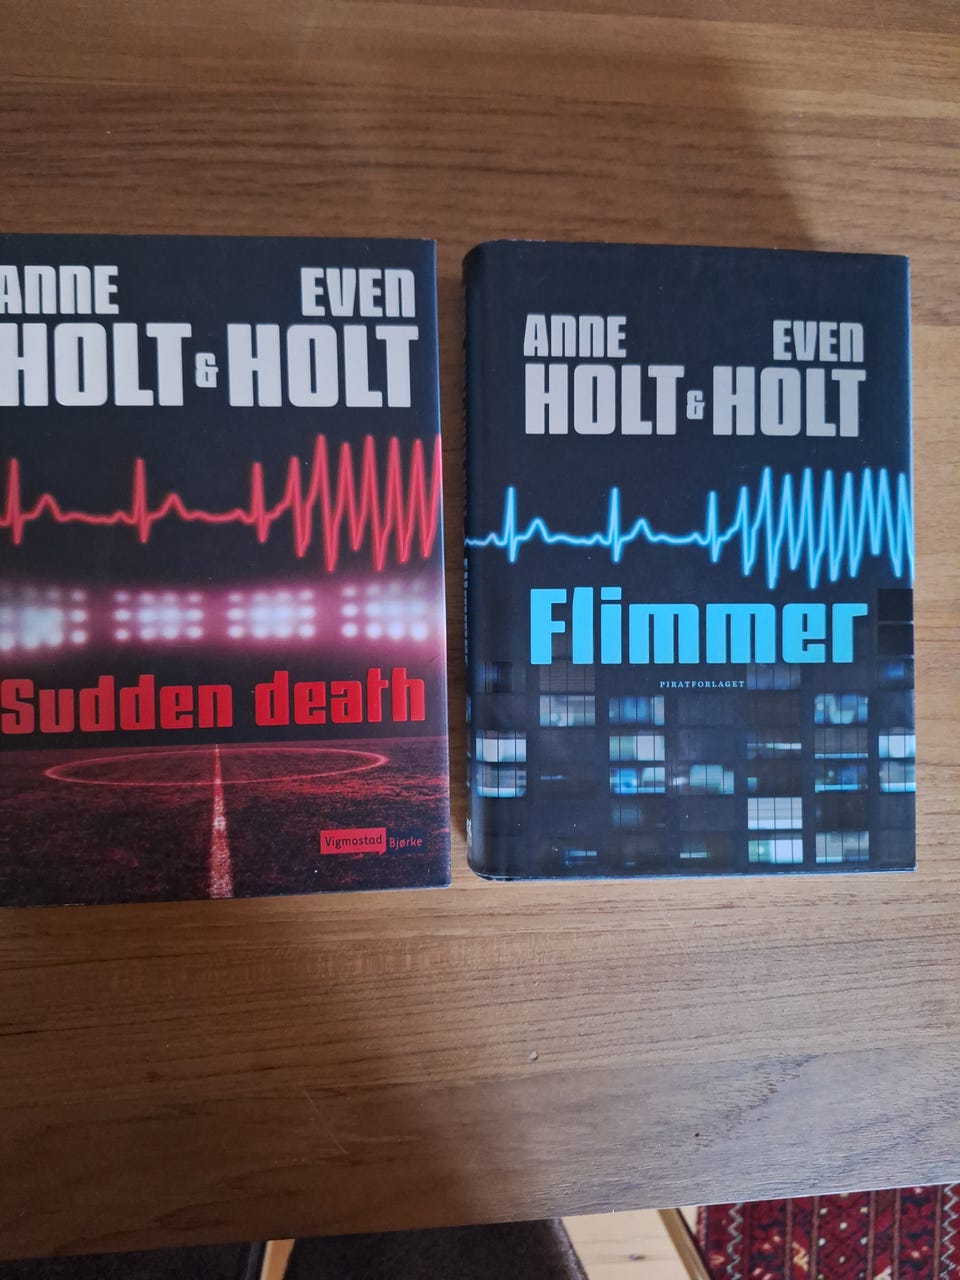 ANNE EVEN
HOLT & HOLT
Sudden death
Vigmostad Bjørke
ANNE EVEN
HOLT & HOLT
Flimmer
PIRATFORLAGET